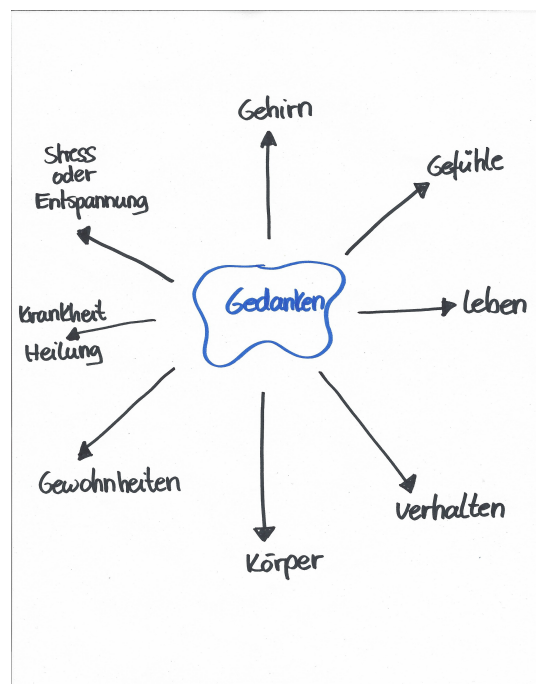 Gehirn
Stress
oder
Entspannung
Gefühle
Gedanken
Leben
Krankheit
Heilung
Gewohnheiten
Verhalten
Körper